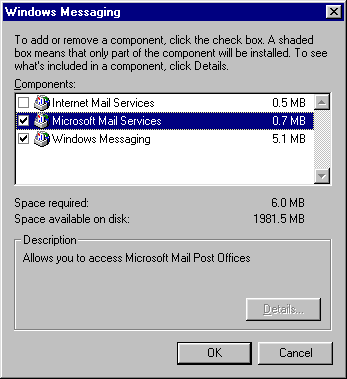 Windows Messaging
To add or remove a component, click the check box. A shaded
box means that only part of the component will be installed. To see
what's included in a component, click Details.
Components:
Internet Mail Services 0.5 MB
Microsoft Mail Services 0.7 MB
Windows Messaging 5.1 MB
Space required: 6.0 MB
Space available on disk: 1981.5 MB
Description
Allows you to access Microsoft Mail Post Offices
Details...
OK Cancel